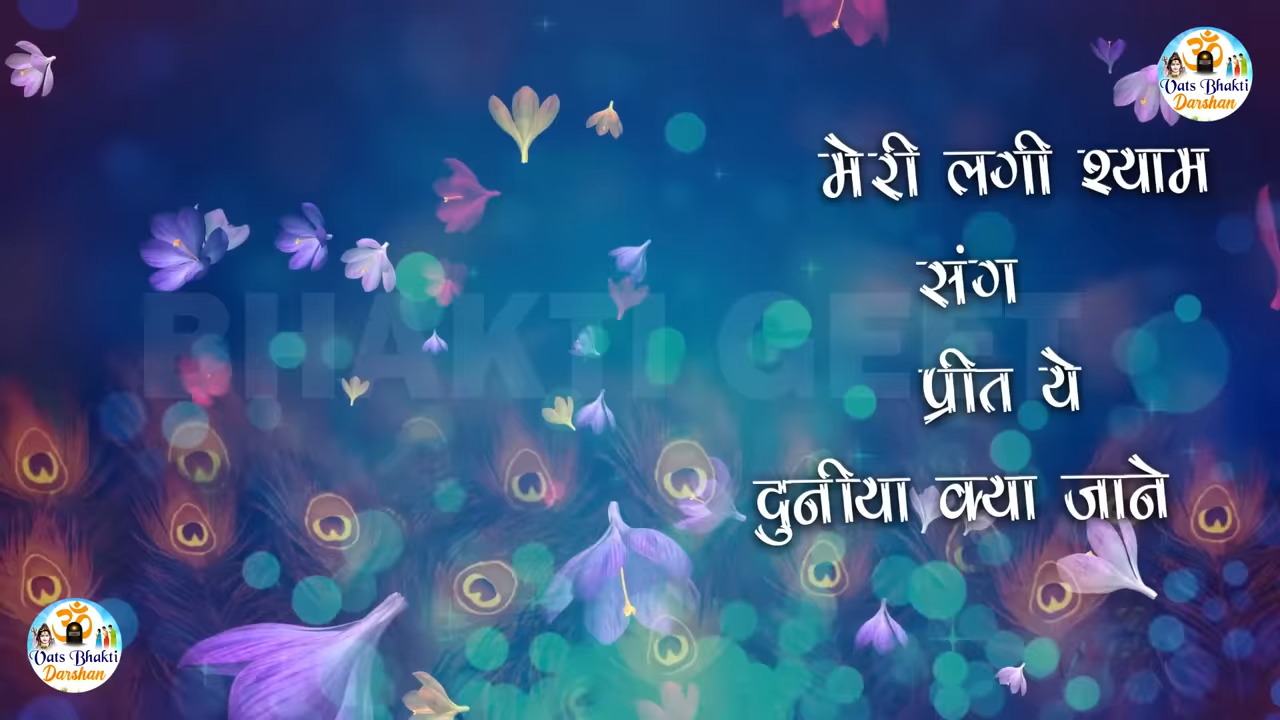 Vats Bhakti
Darshan
मेरी लगी श्याम
संग
BHAKTI GEET
प्रीत ये
दुनीया क्या जाने
Vats Bhakti
Darshan